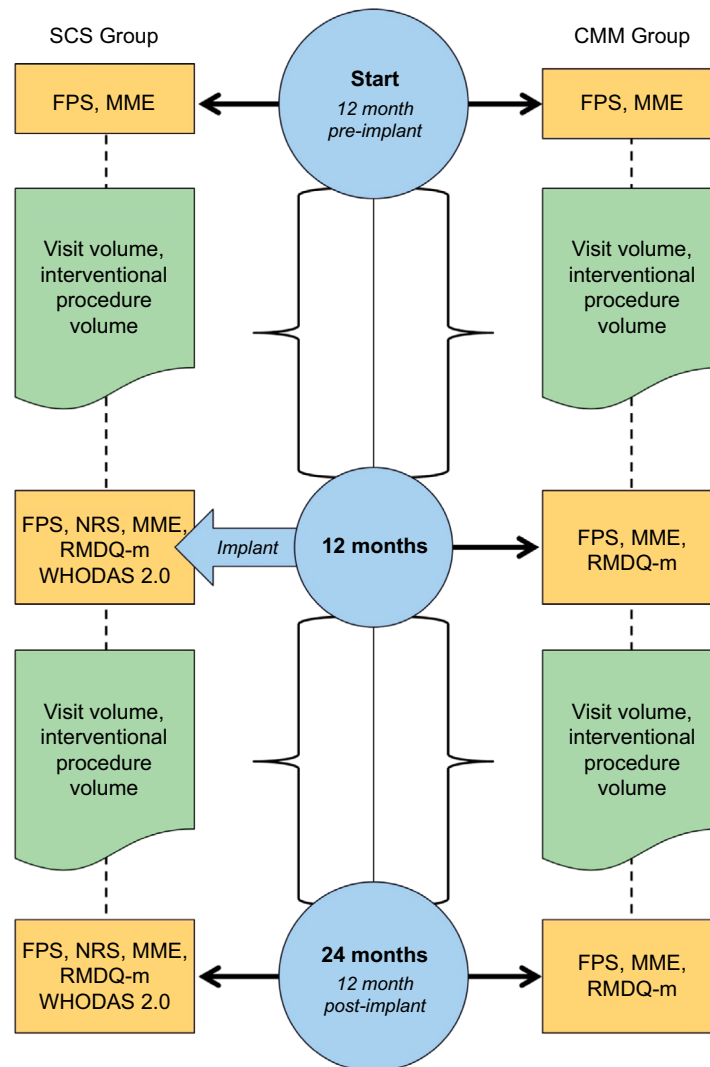 SCS Group
CMM Group
Start
12 month
pre-implant
FPS, MME
FPS, MME
Visit volume,
interventional
procedure
volume
Visit volume,
interventional
procedure
volume
FPS, NRS, MME,
RMDQ-m
WHODAS 2.0
Implant
12 months
FPS, MME,
RMDQ-m
Visit volume,
interventional
procedure
volume
Visit volume,
interventional
procedure
volume
FPS, NRS, MME,
RMDQ-m
WHODAS 2.0
24 months
12 month
post-implant
FPS, MME,
RMDQ-m